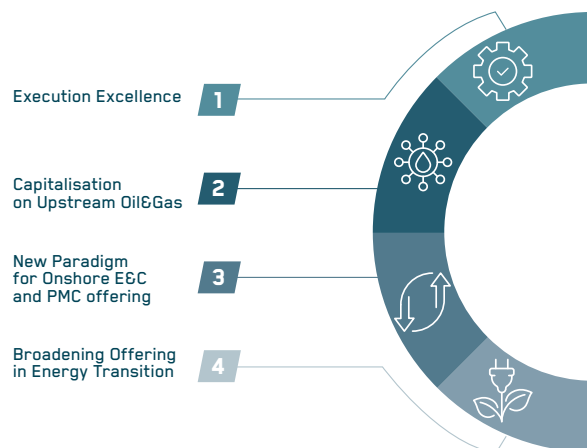 Execution Excellence
1
Capitalisation
on Upstream Oil&Gas
2
New Paradigm
for Onshore E&C
and PMC offering
3
Broadening Offering
in Energy Transition
4